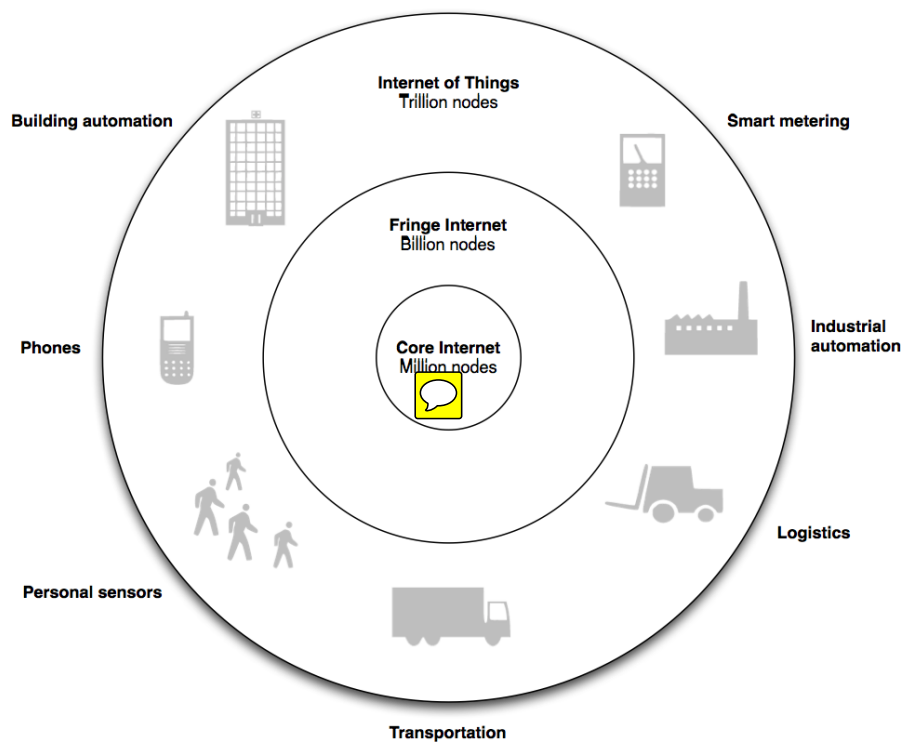 Internet of Things
Trillion nodes
Building automation
Smart metering
Fringe Internet
Billion nodes
Phones
Core Internet
Million nodes
Industrial
automation
Logistics
Personal sensors
Transportation